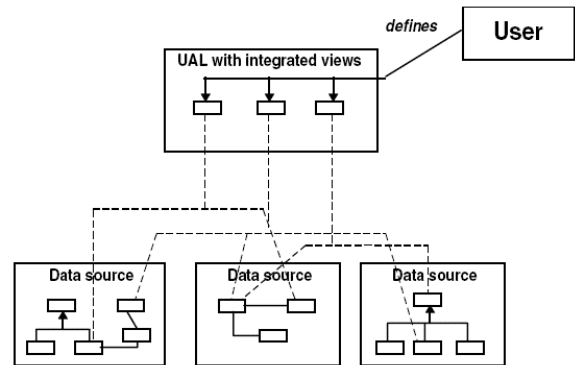 defines
User
UAL with integrated views
Data source
Data source
Data source